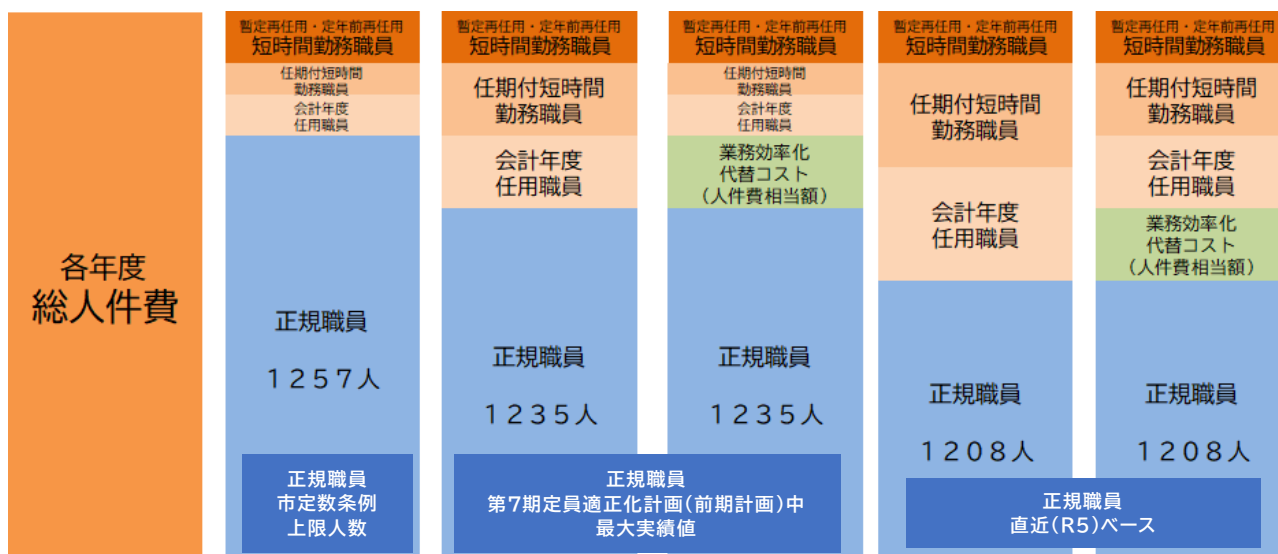 各年度
総人件費
暫定再任用・定年前再任用
短時間勤務職員
任期付短時間
勤務職員
会計年度
任用職員
正規職員
１２５７人
正規職員
市定数条例
上限人数
暫定再任用・定年前再任用
短時間勤務職員
任期付短時間
勤務職員
会計年度
任用職員
正規職員
１２３５人
暫定再任用・定年前再任用
短時間勤務職員
任期付短時間
勤務職員
会計年度
任用職員
業務効率化
代替コスト
（人件費相当額）
正規職員
１２３５人
正規職員
第7期定員適正化計画(前期計画)中
最大実績値
暫定再任用・定年前再任用
短時間勤務職員
任期付短時間
勤務職員
会計年度
任用職員
正規職員
１２０８人
暫定再任用・定年前再任用
短時間勤務職員
任期付短時間
勤務職員
会計年度
任用職員
業務効率化
代替コスト
（人件費相当額）
正規職員
１２０８人
正規職員
直近(R5)ベース